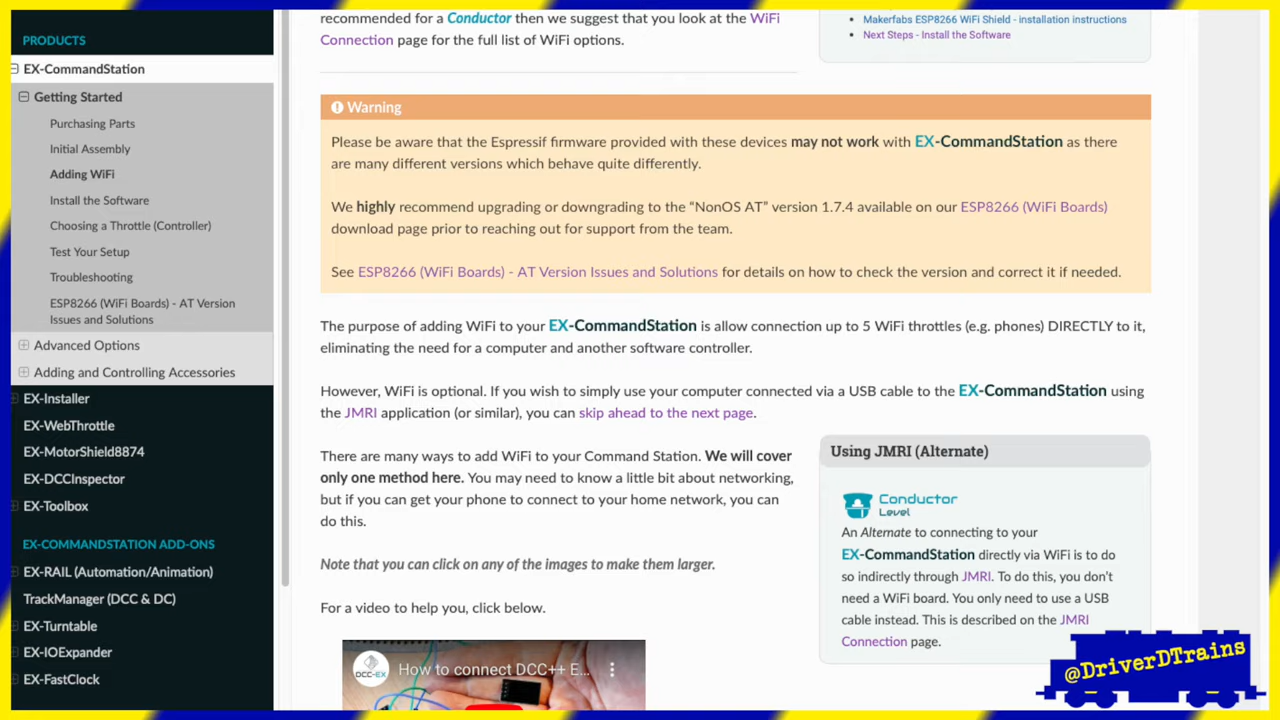 PRODUCTS
EX-CommandStation
Getting Started
Purchasing Parts
Initial Assembly
Adding WiFi
Install the Software
Choosing a Throttle (Controller)
Test Your Setup
Troubleshooting
ESP8266 (WiFi Boards) - AT Version
Issues and Solutions
Advanced Options
Adding and Controlling Accessories
EX-Installer
EX-WebThrottle
EX-MotorShield8874
EX-DCCInspector
EX-Toolbox
EX-COMMANDSTATION ADD-ONS
EX-RAIL (Automation/Animation)
TrackManager (DCC & DC)
EX-Turntable
EX-IOExpander
EX-FastClock
recommended for a Conductor then we suggest that you look at the WiFi
Connection page for the full list of WiFi options.
Makerfabs ESP8266 WiFi Shield - installation instructions
Next Steps - Install the Software
Warning
Please be aware that the Espressif firmware provided with these devices may not work with EX-CommandStation as there
are many different versions which behave quite differently.
We highly recommend upgrading or downgrading to the “NonOS AT” version 1.7.4 available on our ESP8266 (WiFi Boards)
download page prior to reaching out for support from the team.
See ESP8266 (WiFi Boards) - AT Version Issues and Solutions for details on how to check the version and correct it if needed.
The purpose of adding WiFi to your EX-CommandStation is allow connection up to 5 WiFi throttles (e.g. phones) DIRECTLY to it,
eliminating the need for a computer and another software controller.
However, WiFi is optional. If you wish to simply use your computer connected via a USB cable to the EX-CommandStation using
the JMRI application (or similar), you can skip ahead to the next page.
There are many ways to add WiFi to your Command Station. We will cover
only one method here. You may need to know a little bit about networking,
but if you can get your phone to connect to your home network, you can
do this.
Note that you can click on any of the images to make them larger.
For a video to help you, click below.
DCC-EX
How to connect DCC++ E...
Using JMRI (Alternate)
Conductor
Level
An Alternate to connecting to your
EX-CommandStation directly via WiFi is to do
so indirectly through JMRI. To do this, you don’t
need a WiFi board. You only need to use a USB
cable instead. This is described on the JMRI
Connection page.
@DriverDTrains